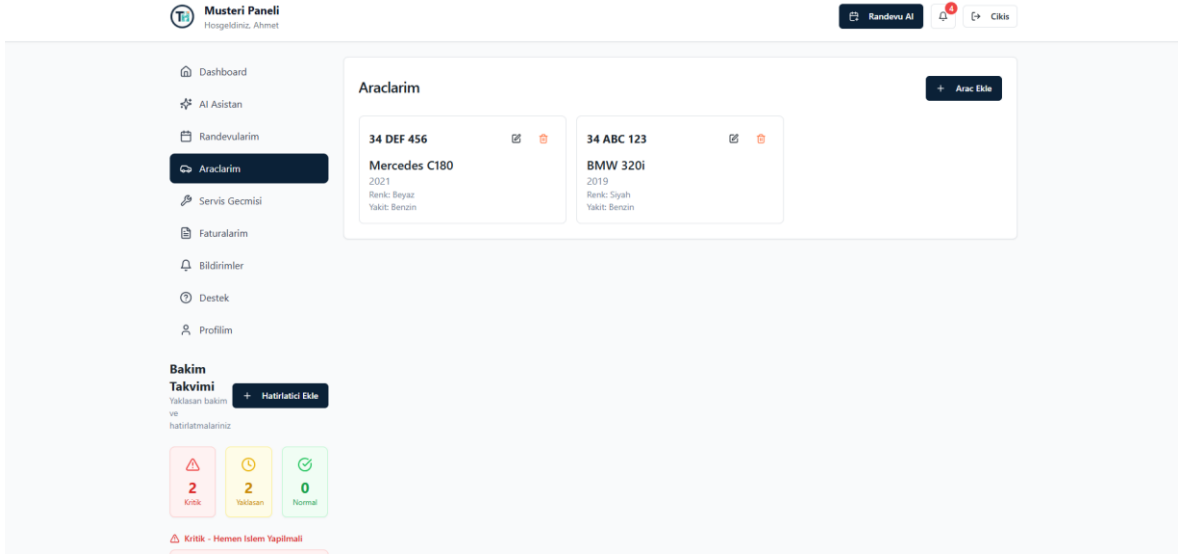 TH
Musteri Paneli
Hosgeldiniz, Ahmet
Randevu Al
4
Cikis
Dashboard
AI Asistan
Randevularim
Araclarim
Servis Gecmisi
Faturalarim
Bildirimler
Destek
Profilim
Bakim
Takvimi
Yaklasan bakim
ve
hatirlatmalariniz
+ Hatirlatici Ekle
2
Kritik
2
Yaklasan
0
Normal
Kritik - Hemen Islem Yapilmali
Araclarim
+ Arac Ekle
34 DEF 456
Mercedes C180
2021
Renk: Beyaz
Yakit: Benzin
34 ABC 123
BMW 320i
2019
Renk: Siyah
Yakit: Benzin